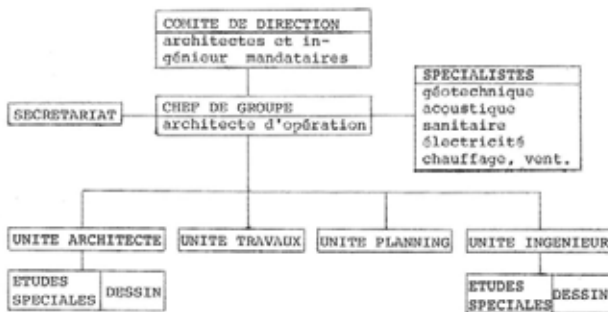 COMITE DE DIRECTION
architectes et in-
génieur mandataires
SECRETARIAT
CHEF DE GROUPE
architecte d'opération
SPECIALISTES
géotechnique
acoustique
sanitaire
électricité
chauffage, vent.
UNITE ARCHITECTE
UNITE TRAVAUX
UNITE PLANNING
UNITE INGENIEUR
ETUDES
SPECIALES
DESSIN
ETUDES
SPECIALES
DESSIN